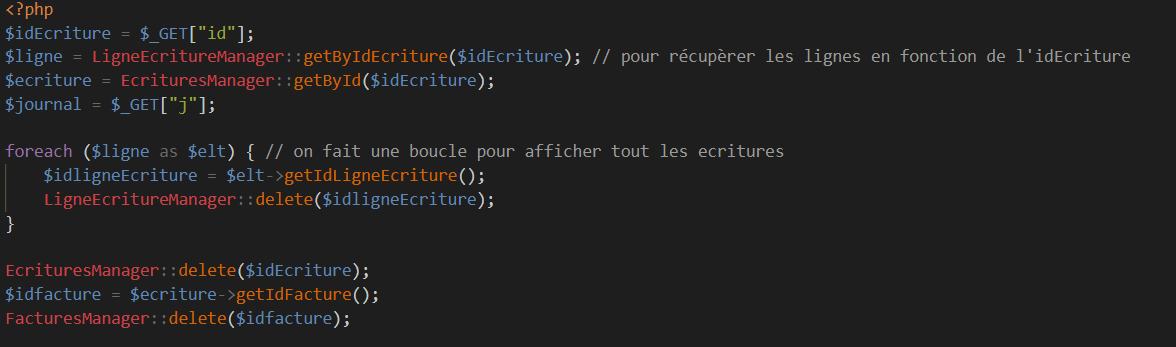 <?php
$idEcriture = $_GET["id"];
$ligne = LigneEcritureManager::getByIdEcriture($idEcriture); // pour récupèrer les lignes en fonction de l'idEcriture
$ecriture = EcrituresManager::getById($idEcriture);
$journal = $_GET["j"];
foreach ($ligne as $elt) { // on fait une boucle pour afficher tout les ecritures
$idligneEcriture = $elt->getIdLigneEcriture();
LigneEcritureManager::delete($idligneEcriture);
}
EcrituresManager::delete($idEcriture);
$idfacture = $ecriture->getIdFacture();
FacturesManager::delete($idfacture);